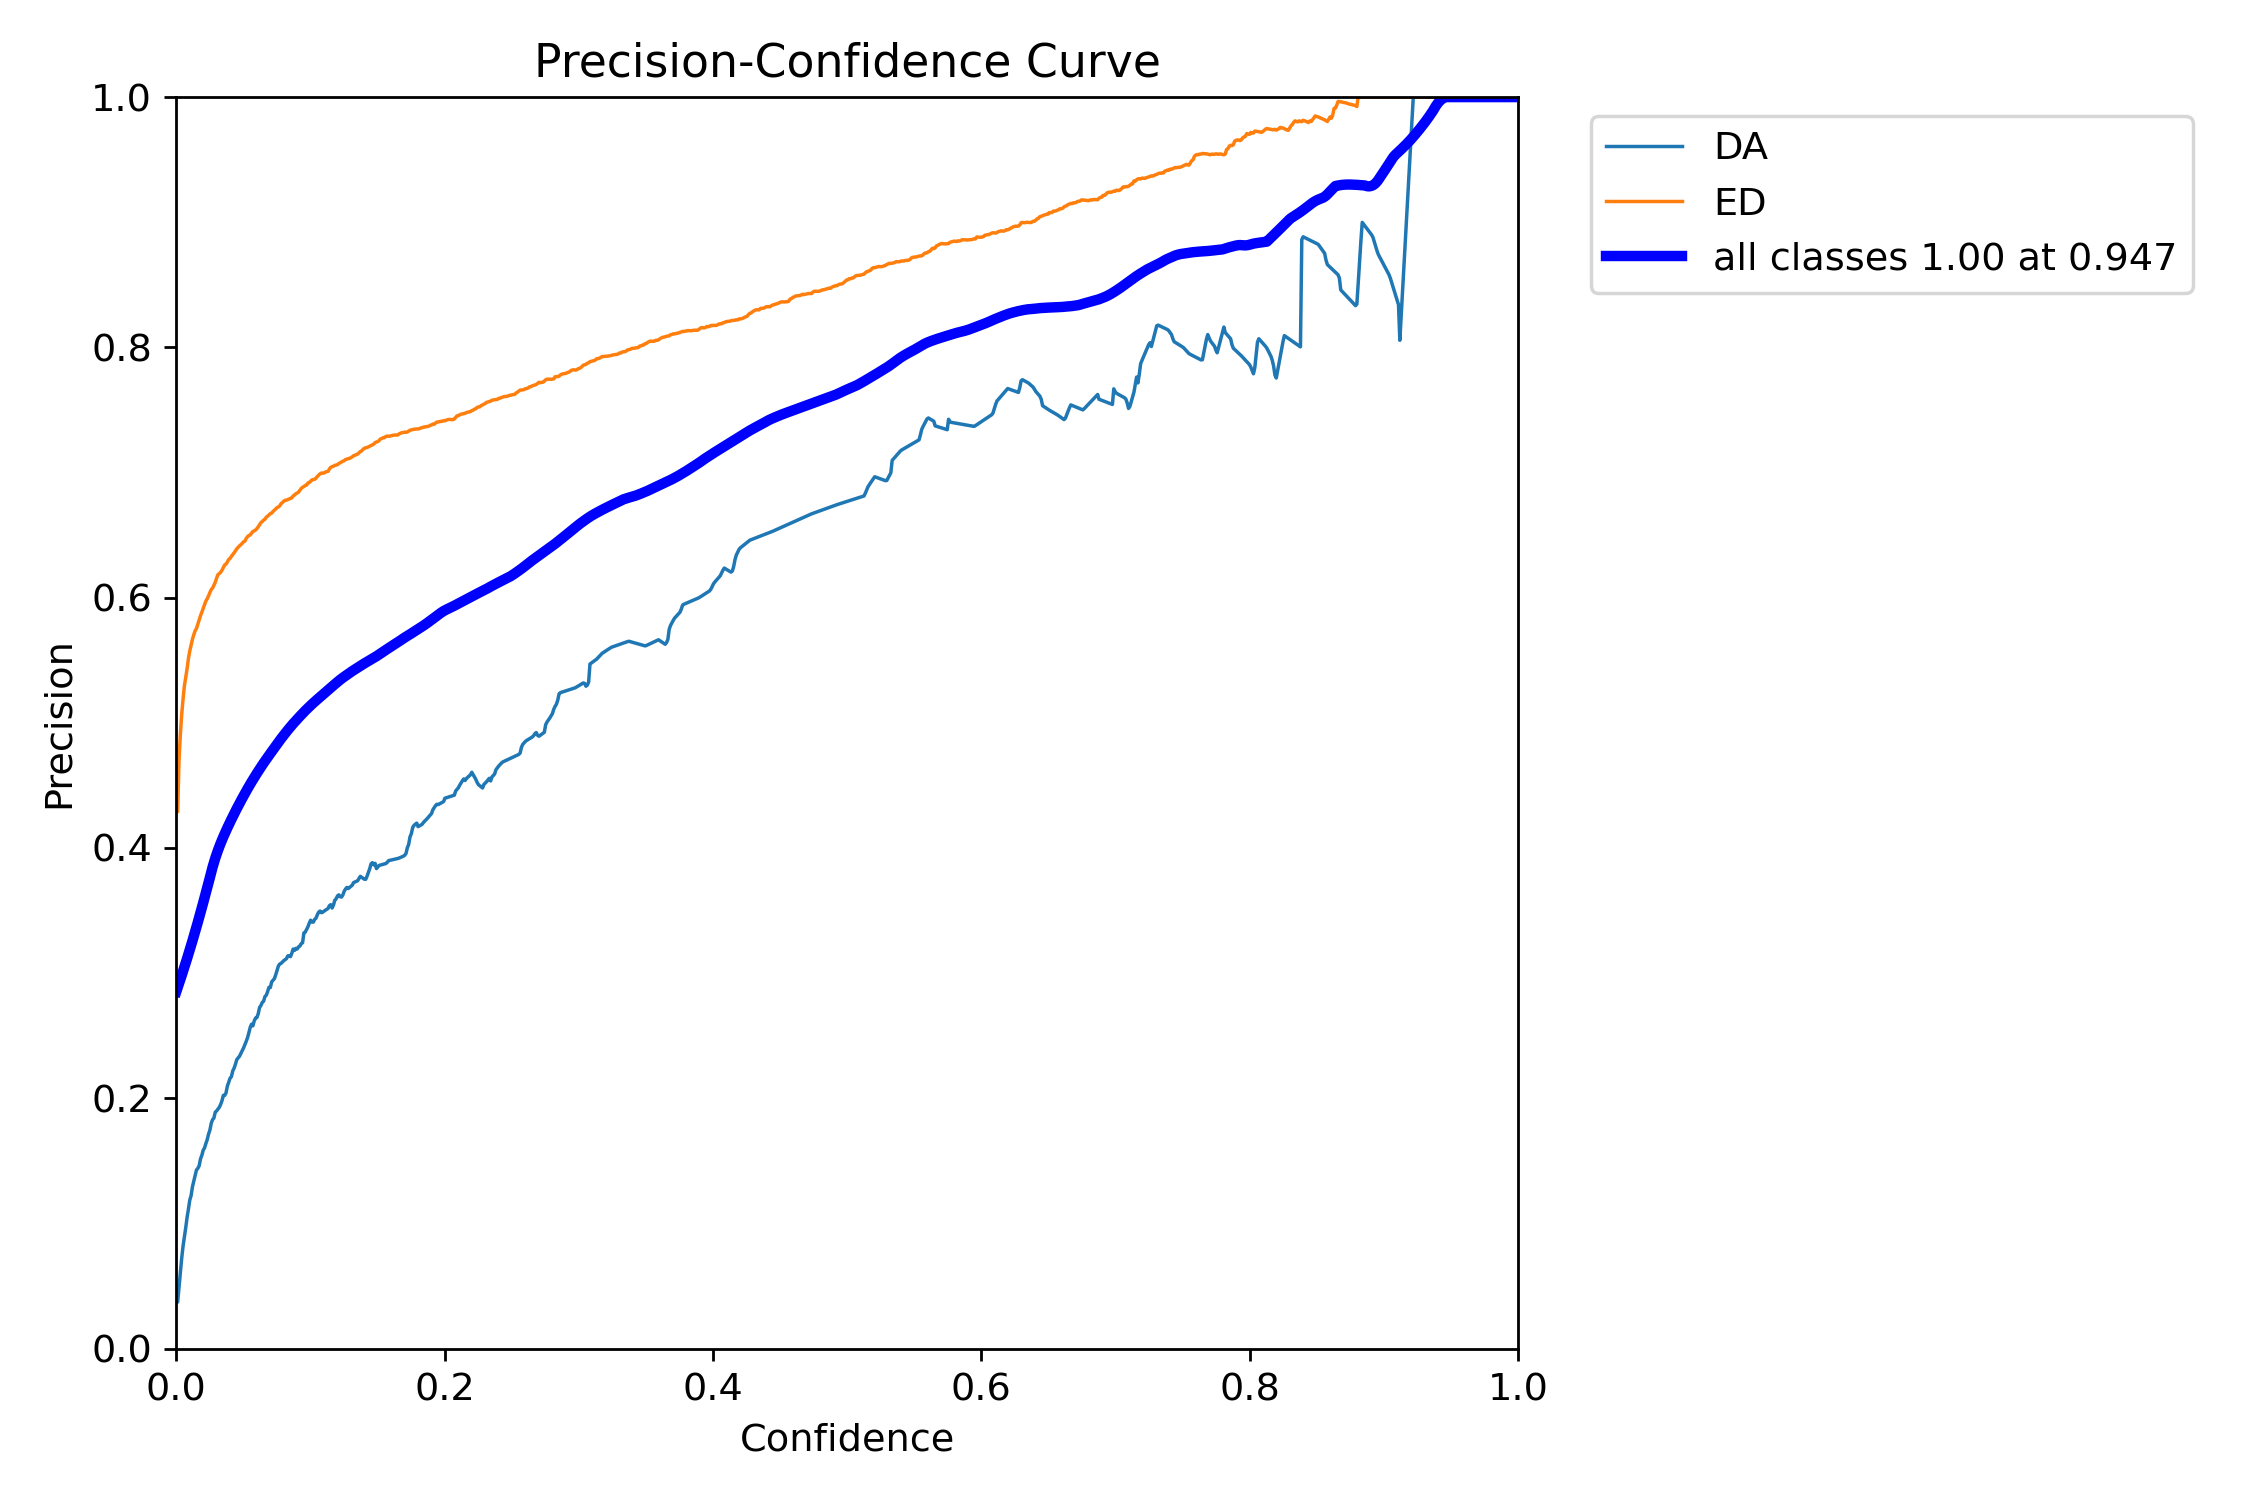 Precision-Confidence Curve
1.0
0.8
0.6
0.4
0.2
0.0
Precision
0.0 0.2 0.4 0.6 0.8 1.0
Confidence
DA
ED
all classes 1.00 at 0.947